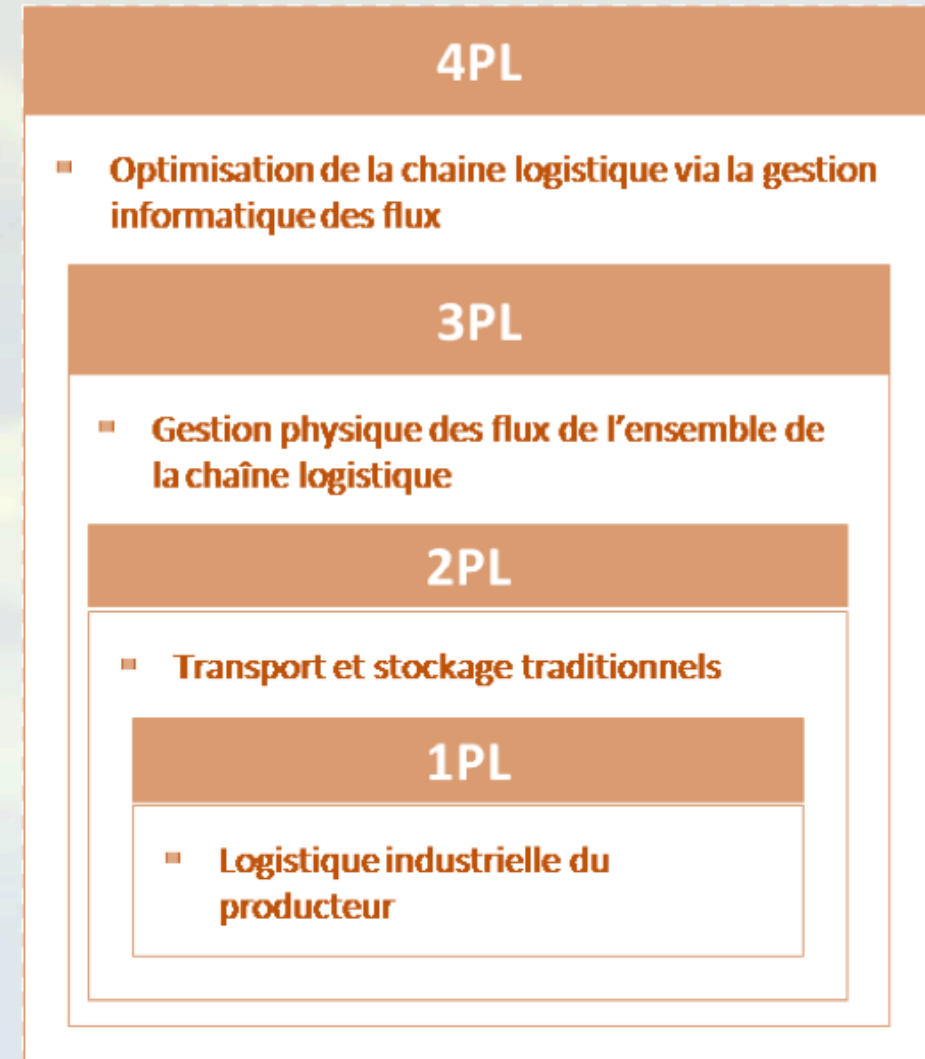 4PL
▪ Optimisation de la chaine logistique via la gestion
informatique des flux
3PL
▪ Gestion physique des flux de l’ensemble de
la chaîne logistique
2PL
▪ Transport et stockage traditionnels
1PL
▪ Logistique industrielle du
producteur